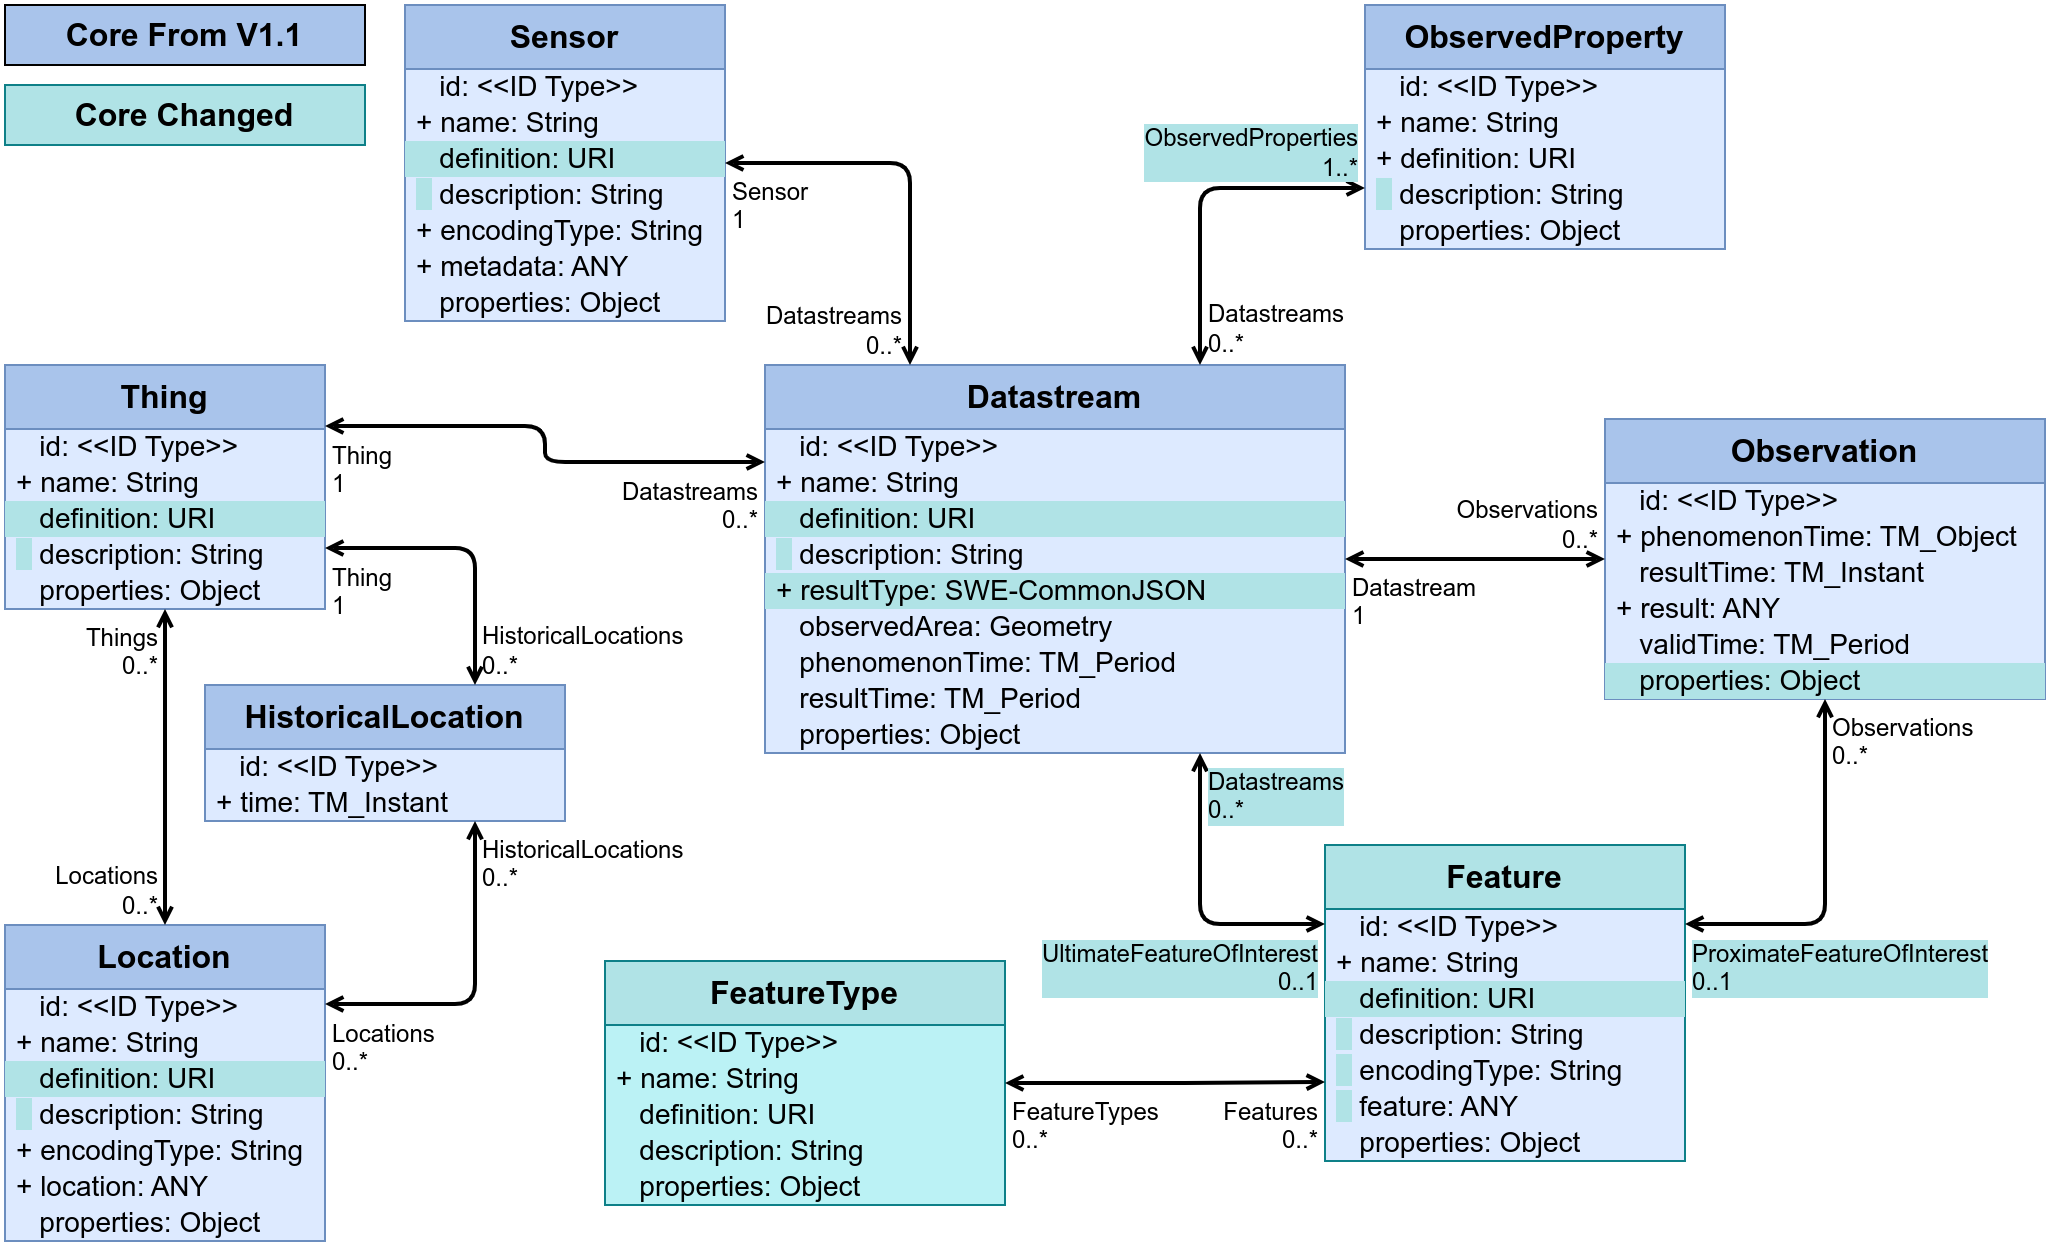 Core From V1.1
Core Changed
Sensor
id: <<ID Type>>
+ name: String
definition: URI
description: String
+ encodingType: String
+ metadata: ANY
properties: Object
ObservedProperty
id: <<ID Type>>
+ name: String
+ definition: URI
description: String
properties: Object
Sensor
1
Datastreams
0..*
ObservedProperties
1..*
Datastreams
0..*
Thing
id: <<ID Type>>
+ name: String
definition: URI
description: String
properties: Object
Thing
1
Datastreams
0..*
Thing
1
HistoricalLocations
0..*
Datastream
id: <<ID Type>>
+ name: String
definition: URI
description: String
+ resultType: SWE-CommonJSON
observedArea: Geometry
phenomenonTime: TM_Period
resultTime: TM_Period
properties: Object
Observations
0..*
Datastream
1
Observation
id: <<ID Type>>
+ phenomenonTime: TM_Object
resultTime: TM_Instant
+ result: ANY
validTime: TM_Period
properties: Object
Things
0..*
Locations
0..*
HistoricalLocation
id: <<ID Type>>
+ time: TM_Instant
HistoricalLocations
0..*
Locations
0..*
Location
id: <<ID Type>>
+ name: String
definition: URI
description: String
+ encodingType: String
+ location: ANY
properties: Object
Datastreams
0..*
UltimateFeatureOfInterest
0..1
Observations
0..*
ProximateFeatureOfInterest
0..1
FeatureType
id: <<ID Type>>
+ name: String
definition: URI
description: String
properties: Object
FeatureTypes
0..*
Features
0..*
Feature
id: <<ID Type>>
+ name: String
definition: URI
description: String
encodingType: String
feature: ANY
properties: Object